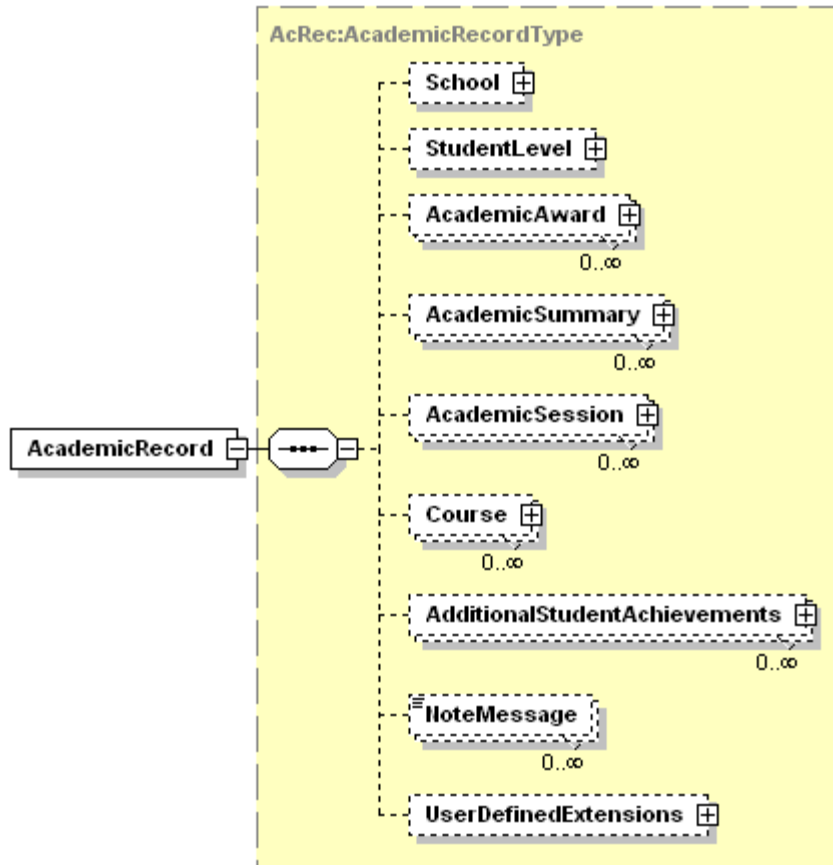 AcRec:AcademicRecordType
School
StudentLevel
AcademicAward
0..∞
AcademicSummary
0..∞
AcademicSession
0..∞
AcademicRecord
Course
0..∞
AdditionalStudentAchievements
0..∞
NoteMessage
0..∞
UserDefinedExtensions